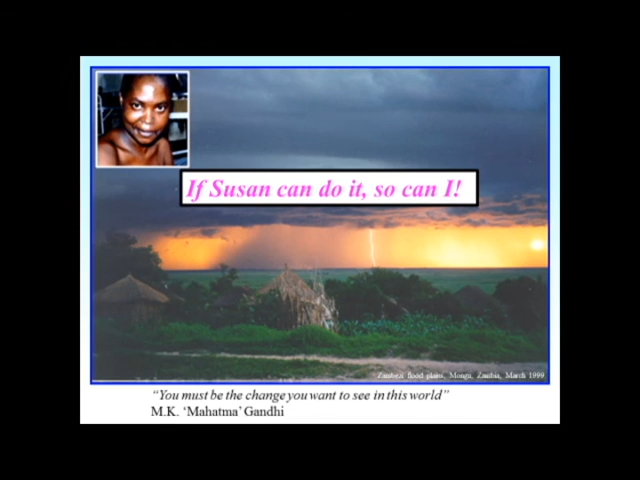 If Susan can do it, so can I!
Zambezi flood plains, Mongu, Zambia, March 1999
“You must be the change you want to see in this world”
M.K. ‘Mahatma’ Gandhi